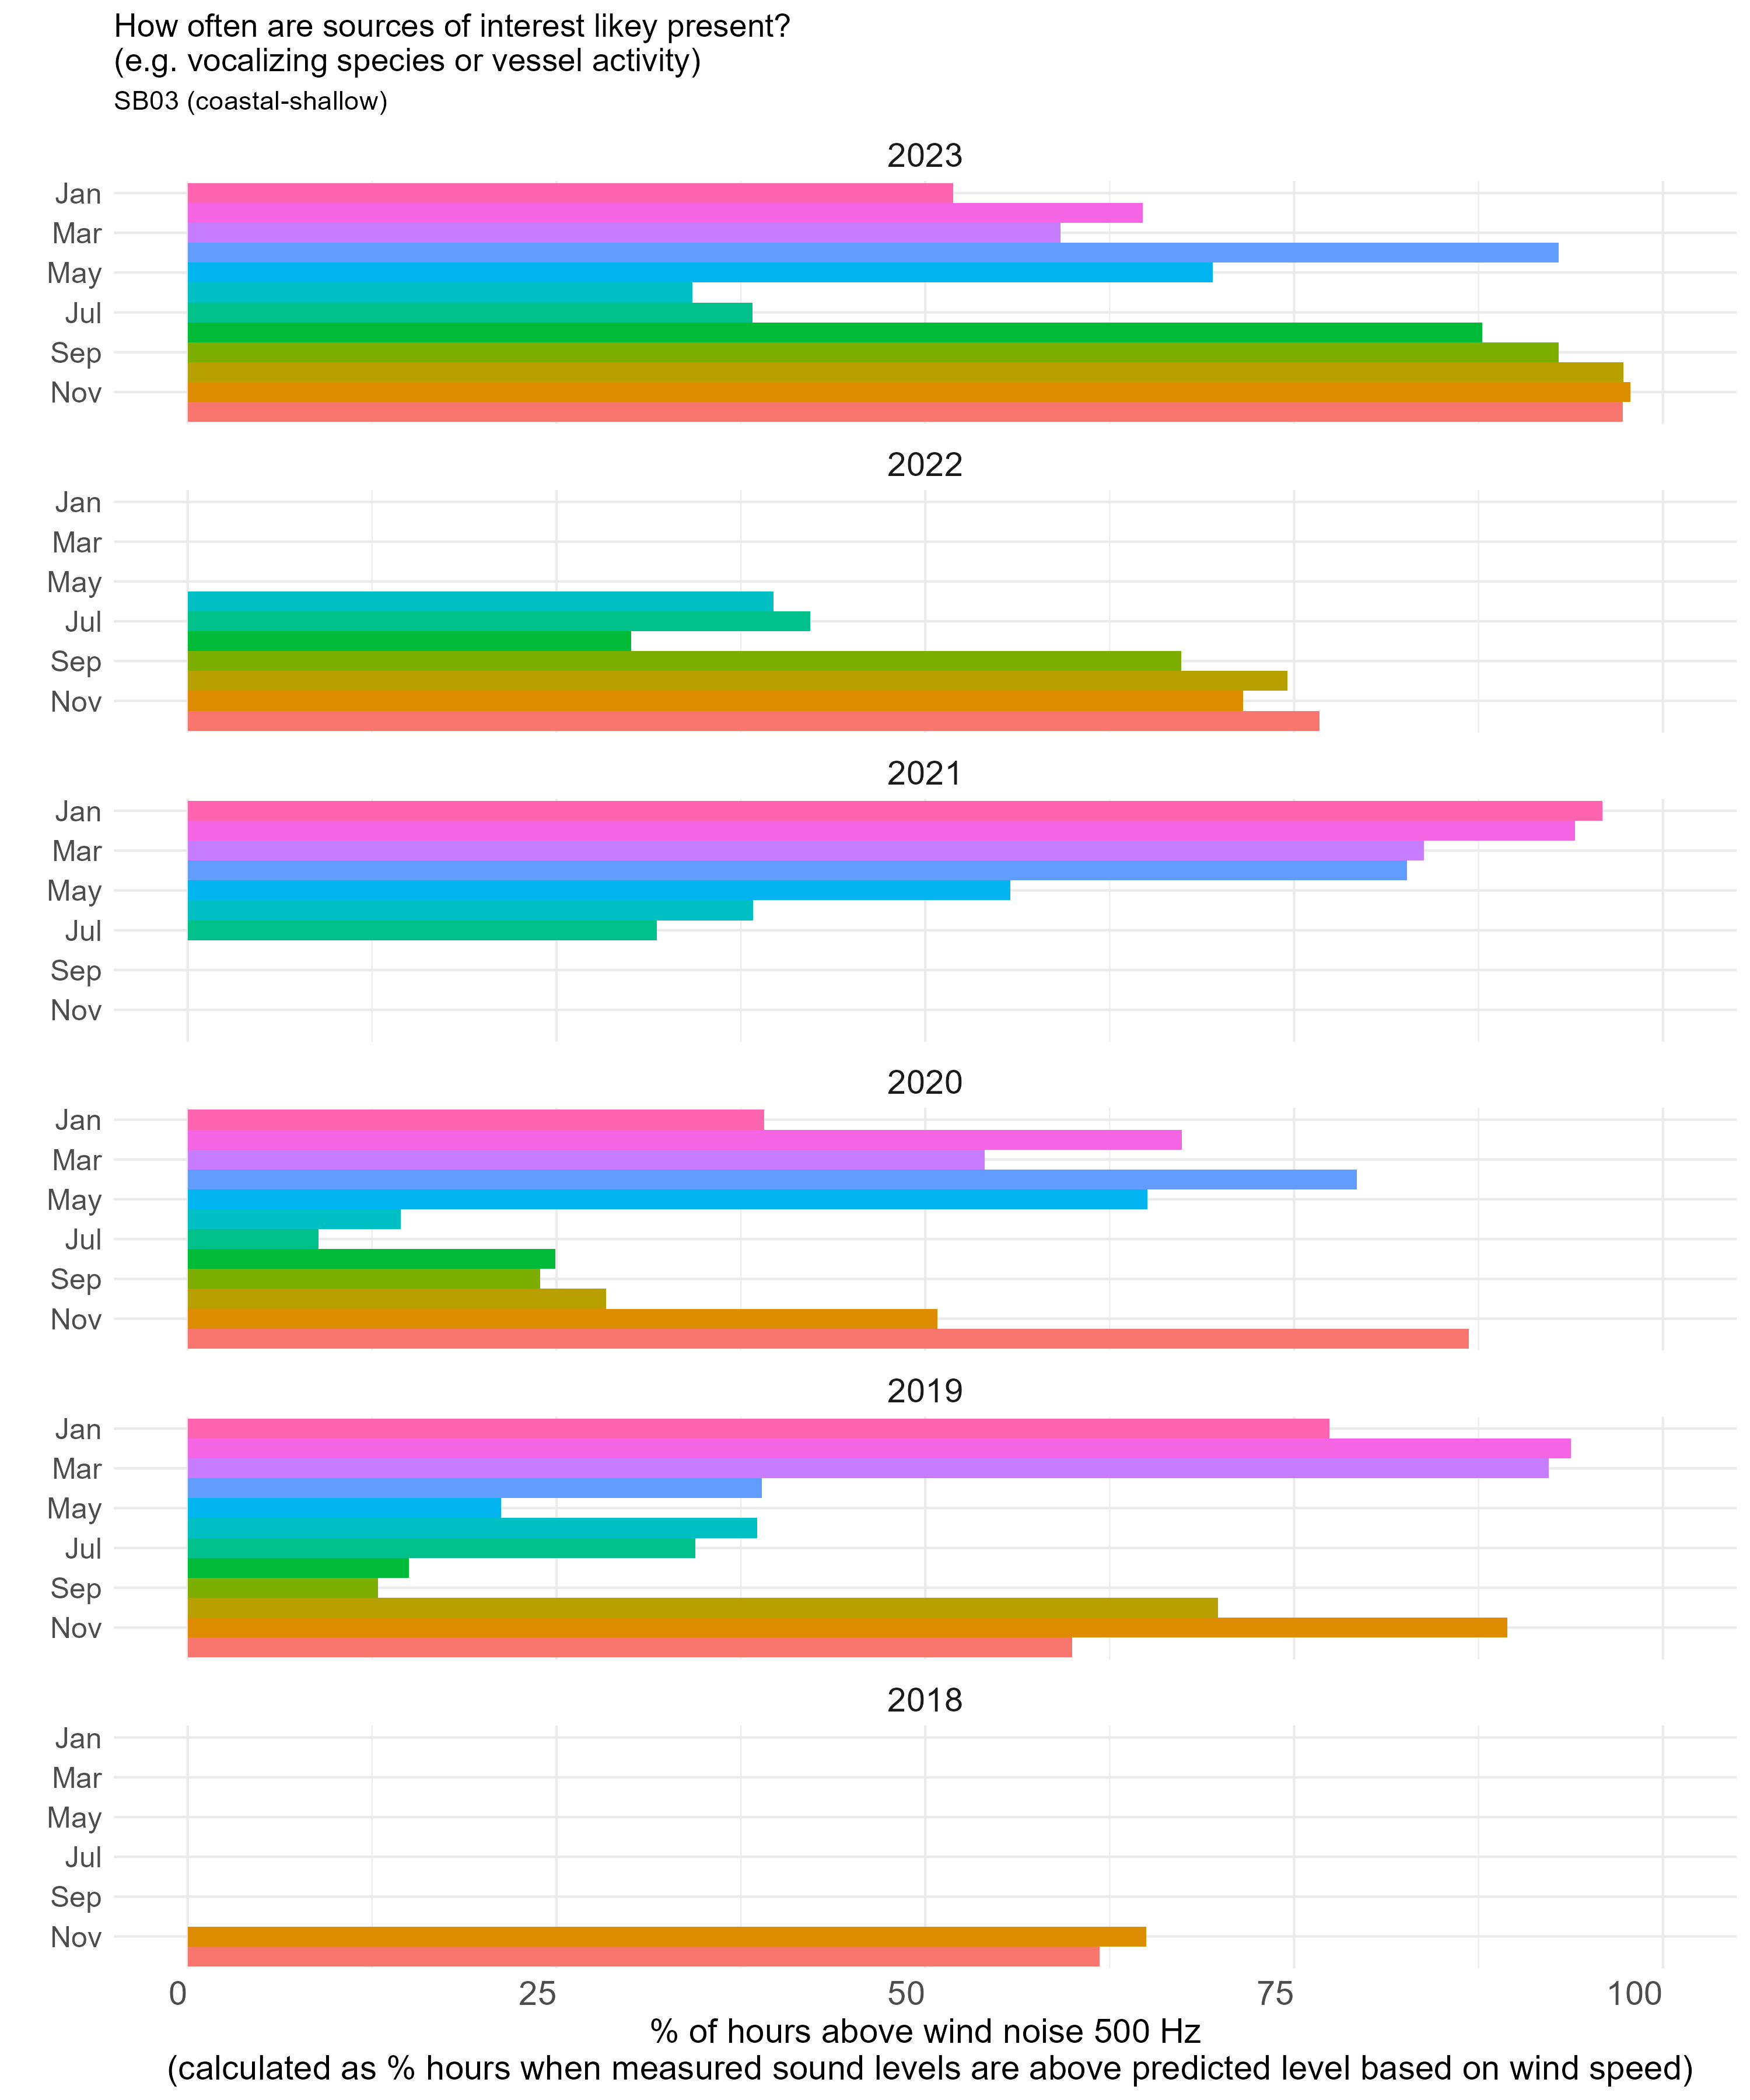 How often are sources of interest likey present?
(e.g. vocalizing species or vessel activity)
SB03 (coastal-shallow)
2023
Jan
Mar
May
Jul
Sep
Nov
2022
Jan
Mar
May
Jul
Sep
Nov
2021
Jan
Mar
May
Jul
Sep
Nov
2020
Jan
Mar
May
Jul
Sep
Nov
2019
Jan
Mar
May
Jul
Sep
Nov
2018
Jan
Mar
May
Jul
Sep
Nov
0 25 50 75 100
% of hours above wind noise 500 Hz
(calculated as % hours when measured sound levels are above predicted level based on wind speed)